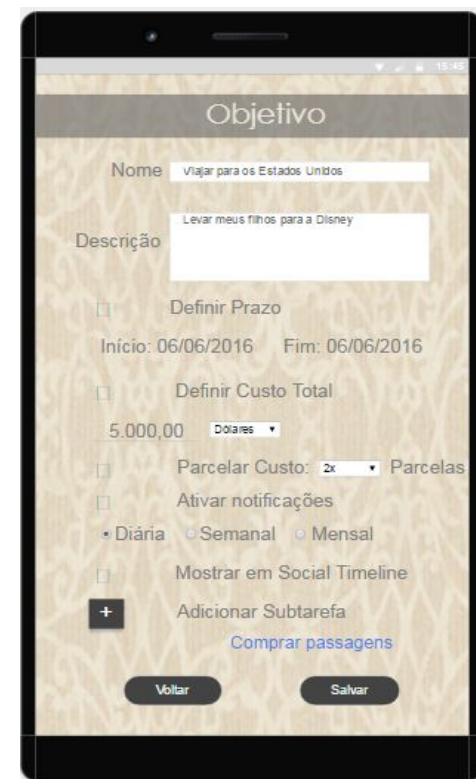 15:45
Objetivo
Nome Viajar para os Estados Unidos
Descrição Levar meus filhos para a Disney
Definir Prazo
Início: 06/06/2016 Fim: 06/06/2016
Definir Custo Total
5.000,00 Dólares
Parcelar Custo: 2x Parcelas
Ativar notificações
Diária Semanal Mensal
Mostrar em Social Timeline
+ Adicionar Subtarefa
Comprar passagens
Voltar Salvar